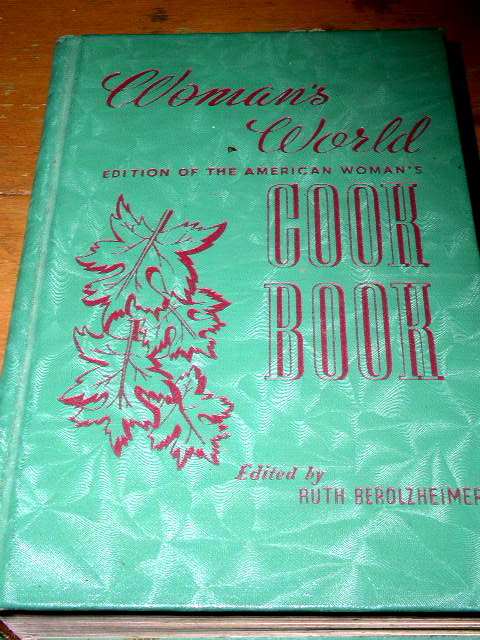 Woman's
World
EDITION OF THE AMERICAN WOMAN'S
COOK
BOOK
Edited by
RUTH BEROLZHEIMER